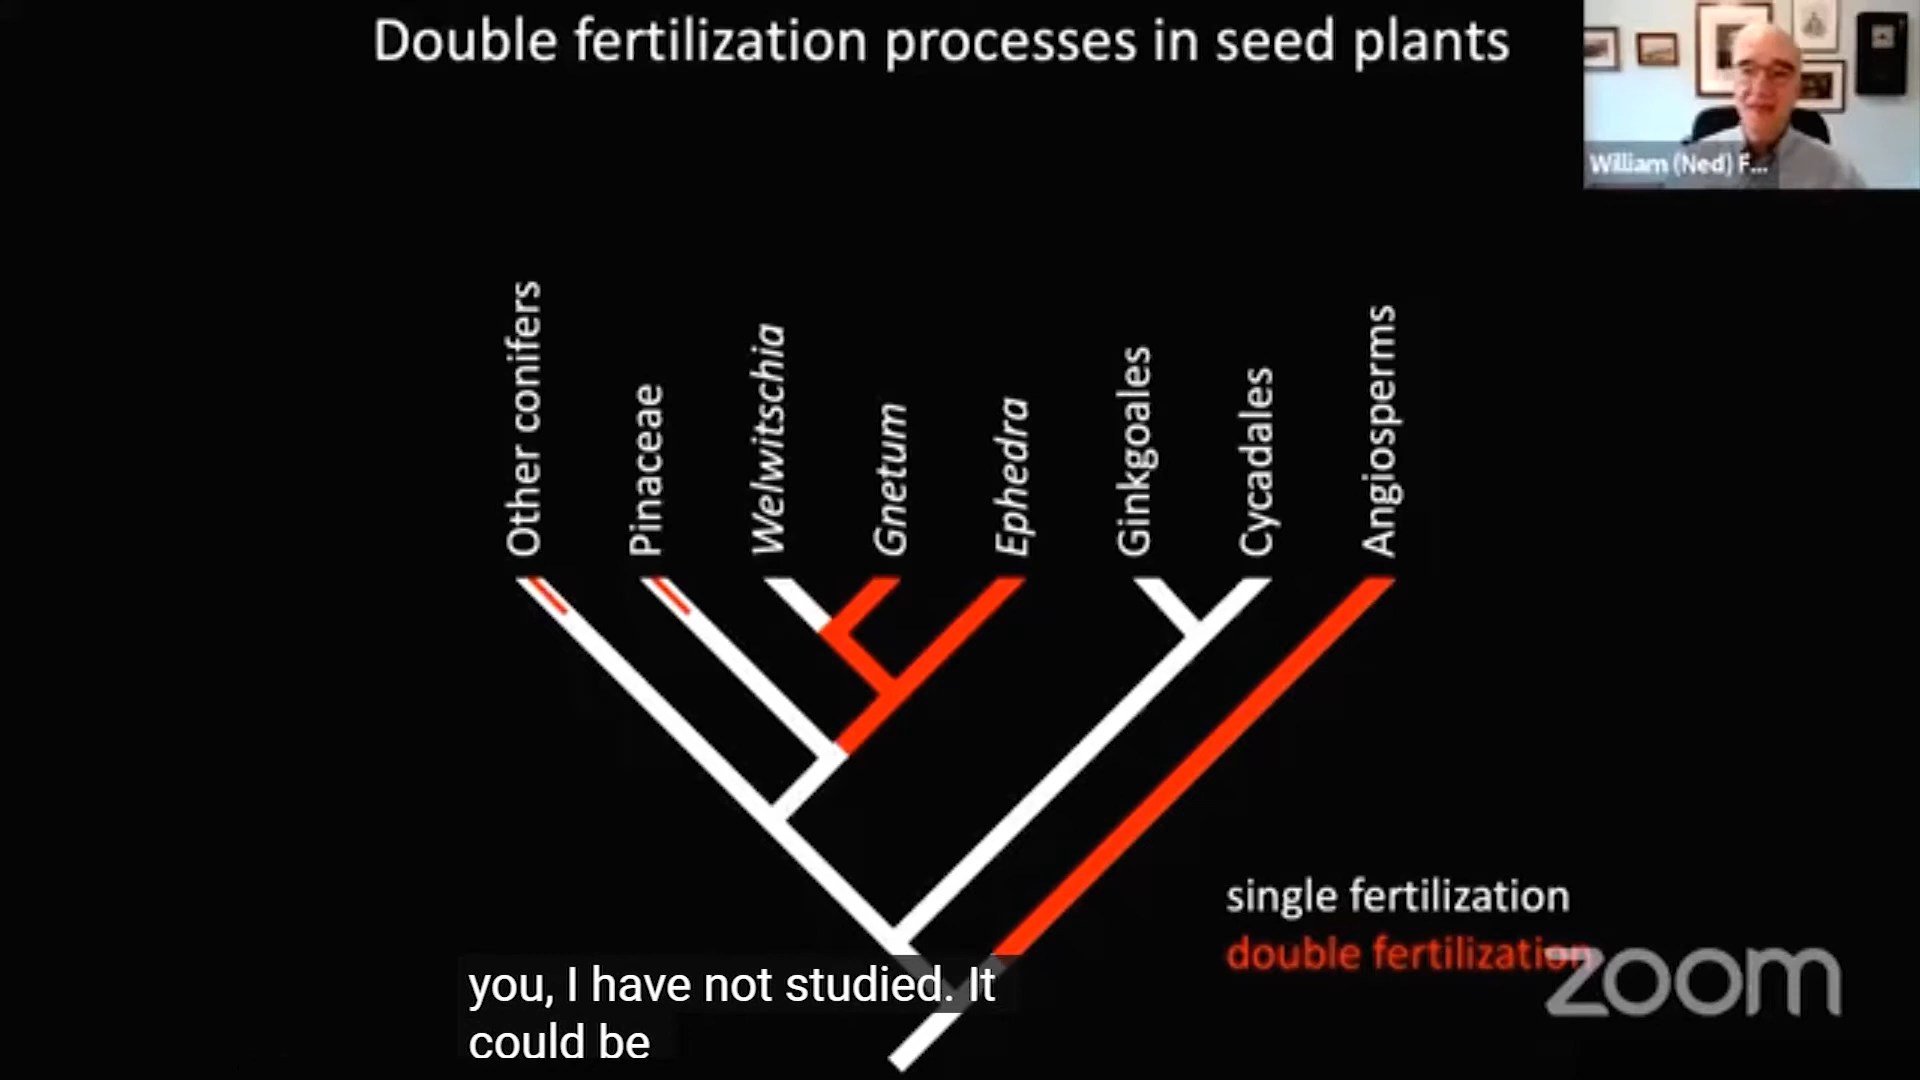 Double fertilization processes in seed plants
William (Ned) F...
Other conifers
Pinaceae
Welwitschia
Gnetum
Ephedra
Ginkgoales
Cycadales
Angiosperms
single fertilization
double fertilization
zoom
you, I have not studied. It
could be